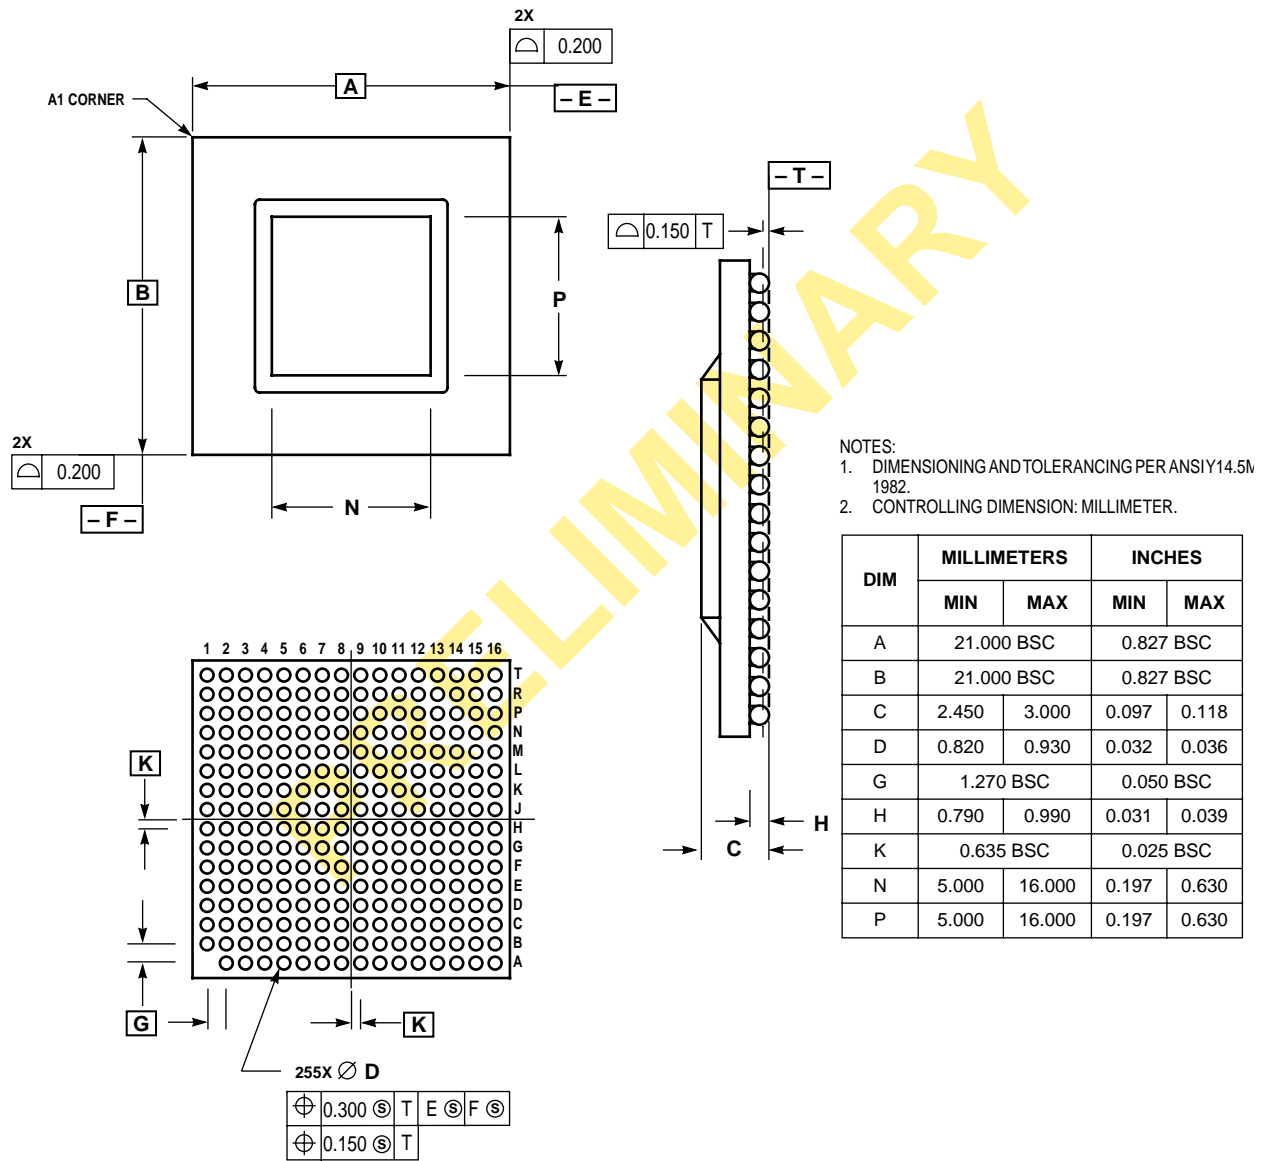 2X
0.200
A
– E –
A1 CORNER
– T –
0.150 T
B
P
2X
0.200
N
– F –
PRELIMINARY
NOTES:
1. DIMENSIONING AND TOLERANCING PER ANSI Y14.5M
1982.
2. CONTROLLING DIMENSION: MILLIMETER.
DIM MILLIMETERS INCHES
MIN MAX MIN MAX
A 21.000 BSC 0.827 BSC
B 21.000 BSC 0.827 BSC
C 2.450 3.000 0.097 0.118
D 0.820 0.930 0.032 0.036
G 1.270 BSC 0.050 BSC
H 0.790 0.990 0.031 0.039
K 0.635 BSC 0.025 BSC
N 5.000 16.000 0.197 0.630
P 5.000 16.000 0.197 0.630
H
C
1 2 3 4 5 6 7 8 9 10 11 12 13 14 15 16
T
R
P
N
M
L
K
J
H
G
F
E
D
C
B
A
K
G
K
255X ∅ D
⌖ 0.300 Ⓢ T E Ⓢ F Ⓢ
⌖ 0.150 Ⓢ T